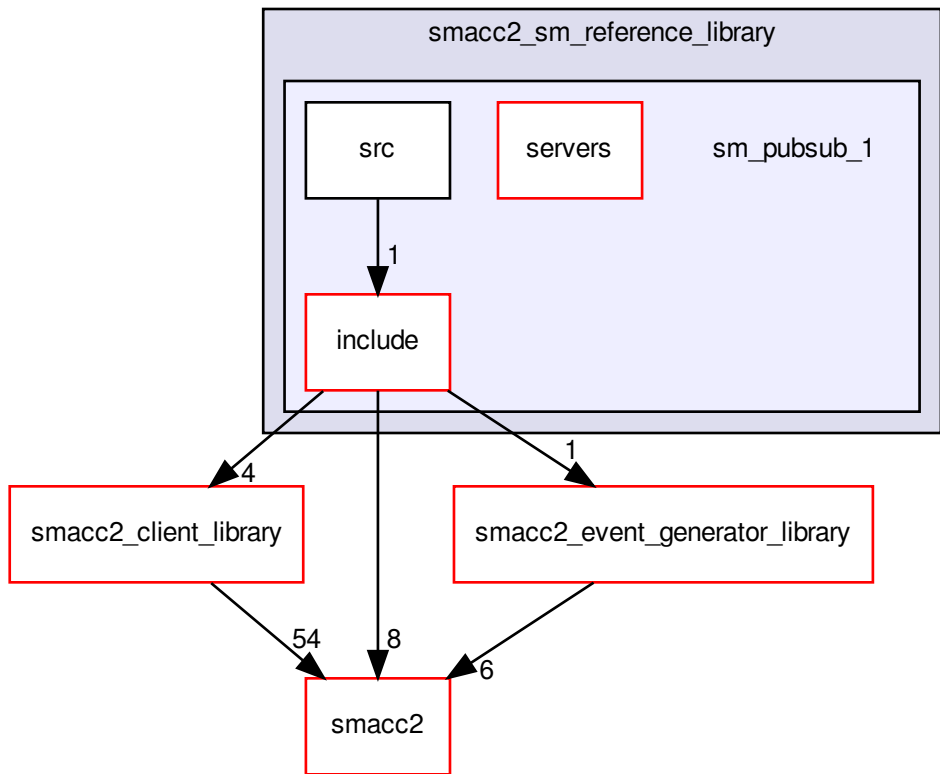 smacc2_sm_reference_library
src
servers
sm_pubsub_1
1
include
4
1
smacc2_client_library
smacc2_event_generator_library
54
8
6
smacc2